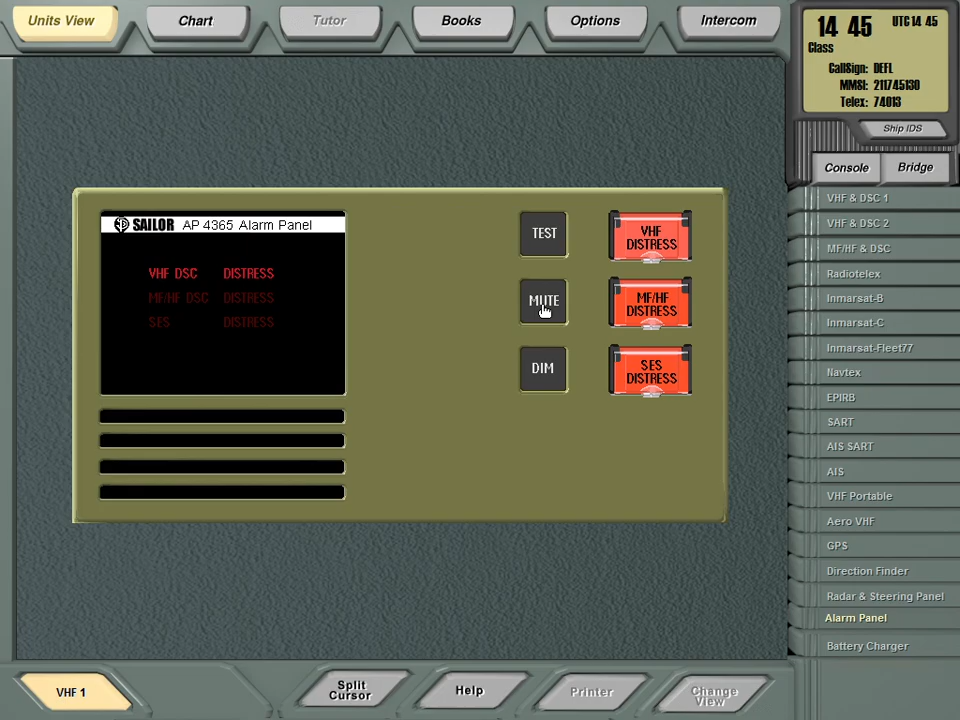 Units View
Chart
Tutor
Books
Options
Intercom
14 45
UTC 14 45
Class
CallSign: DEFL
MMSI: 211745130
Telex: 74013
Ship IDS
Console
Bridge
VHF & DSC 1
VHF & DSC 2
MF/HF & DSC
Radiotelex
Inmarsat-B
Inmarsat-C
Inmarsat-Fleet77
Navtex
EPIRB
SART
AIS SART
AIS
VHF Portable
Aero VHF
GPS
Direction Finder
Radar & Steering Panel
Alarm Panel
Battery Charger
SAILOR AP 4365 Alarm Panel
VHF DSC DISTRESS
MF/HF DSC DISTRESS
SES DISTRESS
TEST
VHF
DISTRESS
MUTE
MF/HF
DISTRESS
DIM
SES
DISTRESS
VHF 1
Split
Cursor
Help
Printer
Change
View